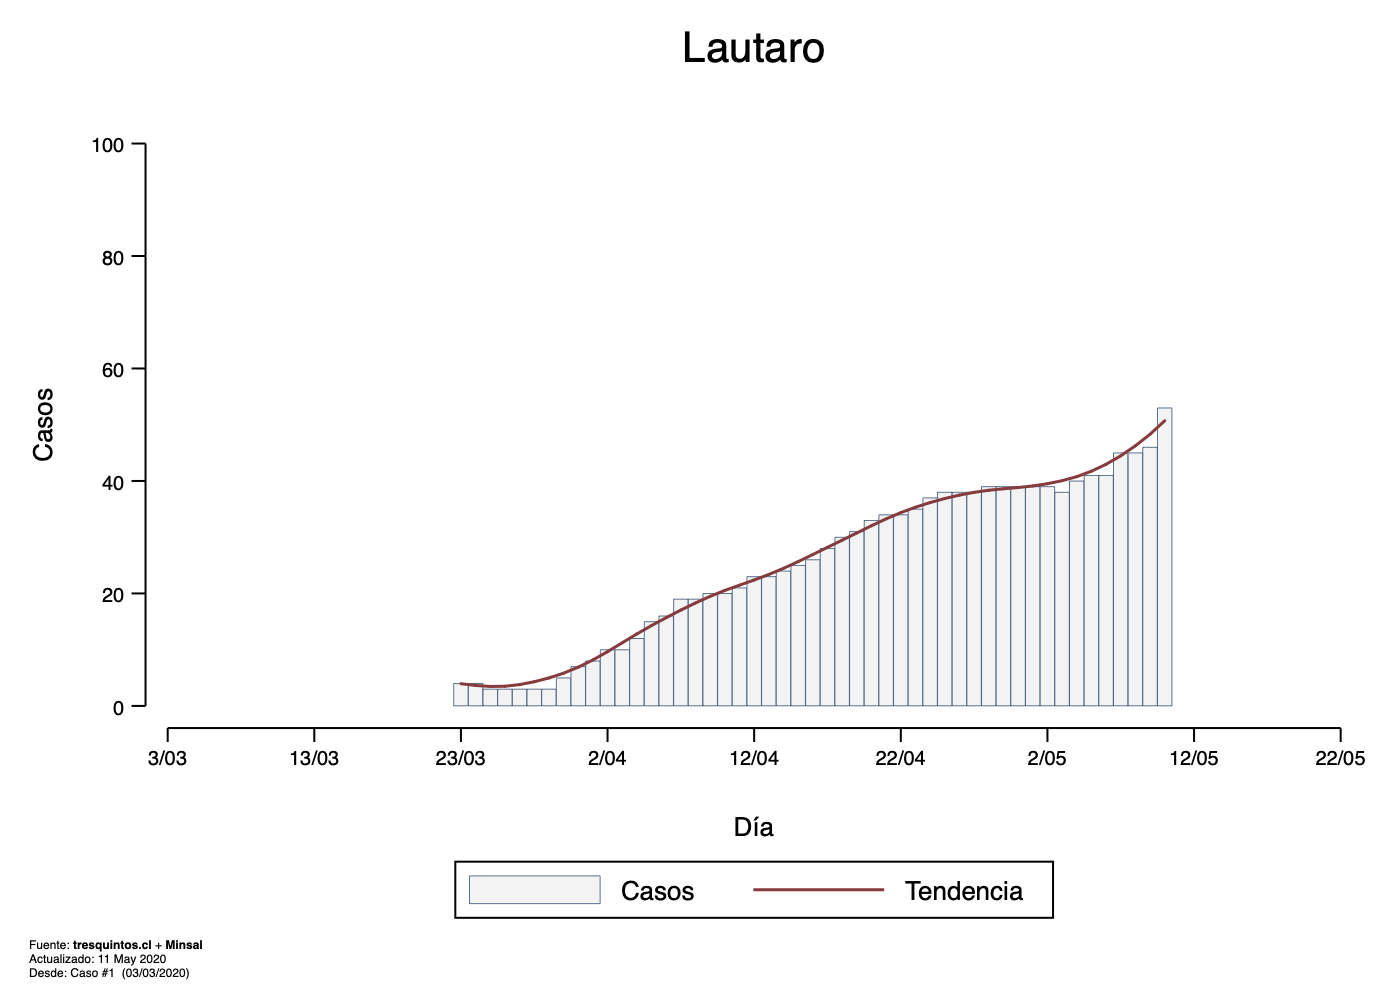 Lautaro
100
80
60
40
20
0
Casos
3/03 13/03 23/03 2/04 12/04 22/04 2/05 12/05 22/05
Día
Casos Tendencia
Fuente: tresquintos.cl + Minsal
Actualizado: 11 May 2020
Desde: Caso #1 (03/03/2020)